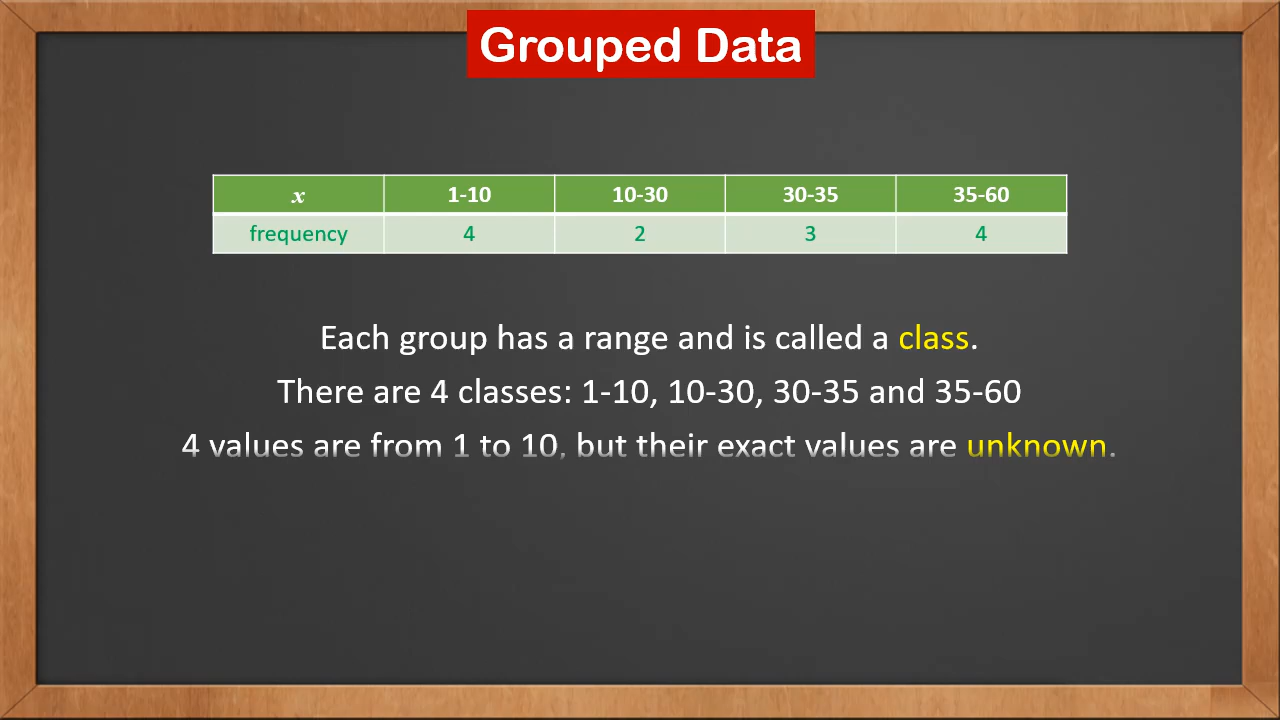 Grouped Data
x 1-10 10-30 30-35 35-60
frequency 4 2 3 4
Each group has a range and is called a class.
There are 4 classes: 1-10, 10-30, 30-35 and 35-60
4 values are from 1 to 10, but their exact values are unknown.